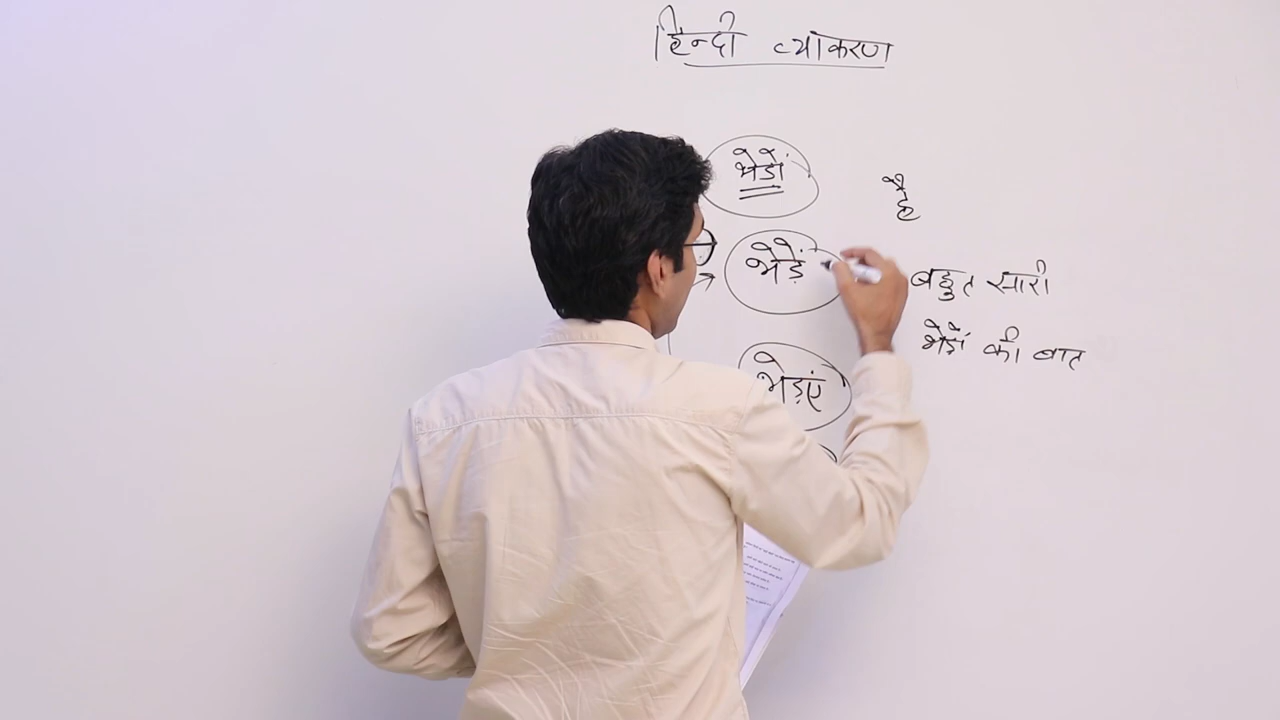 हिन्दी व्याकरण
भेडों
है
भेड़ें
बहुत सारी
भेड़ों की बात
भेड़एं